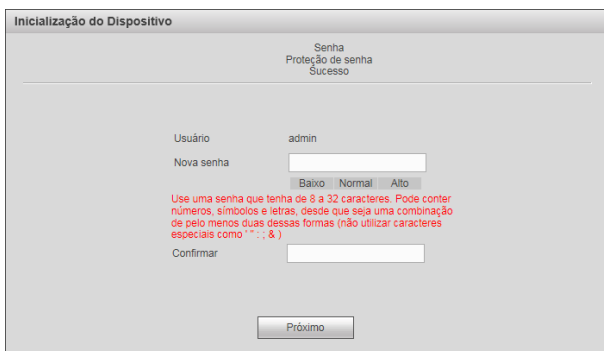 Inicialização do Dispositivo
Senha
Proteção de senha
Sucesso
Usuário admin
Nova senha
Baixo Normal Alto
Use uma senha que tenha de 8 a 32 caracteres. Pode conter
números, símbolos e letras, desde que seja uma combinação
de pelo menos duas dessas formas (não utilizar caracteres
especiais como ' " : ; & )
Confirmar
Próximo